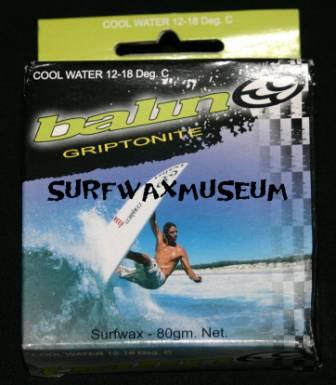 COOL WATER 12-18 Deg. C
COOL WATER 12-18 Deg. C
balin
GRIPTONITE
SURFWAXMUSEUM
Surfwax - 80gm. Net.